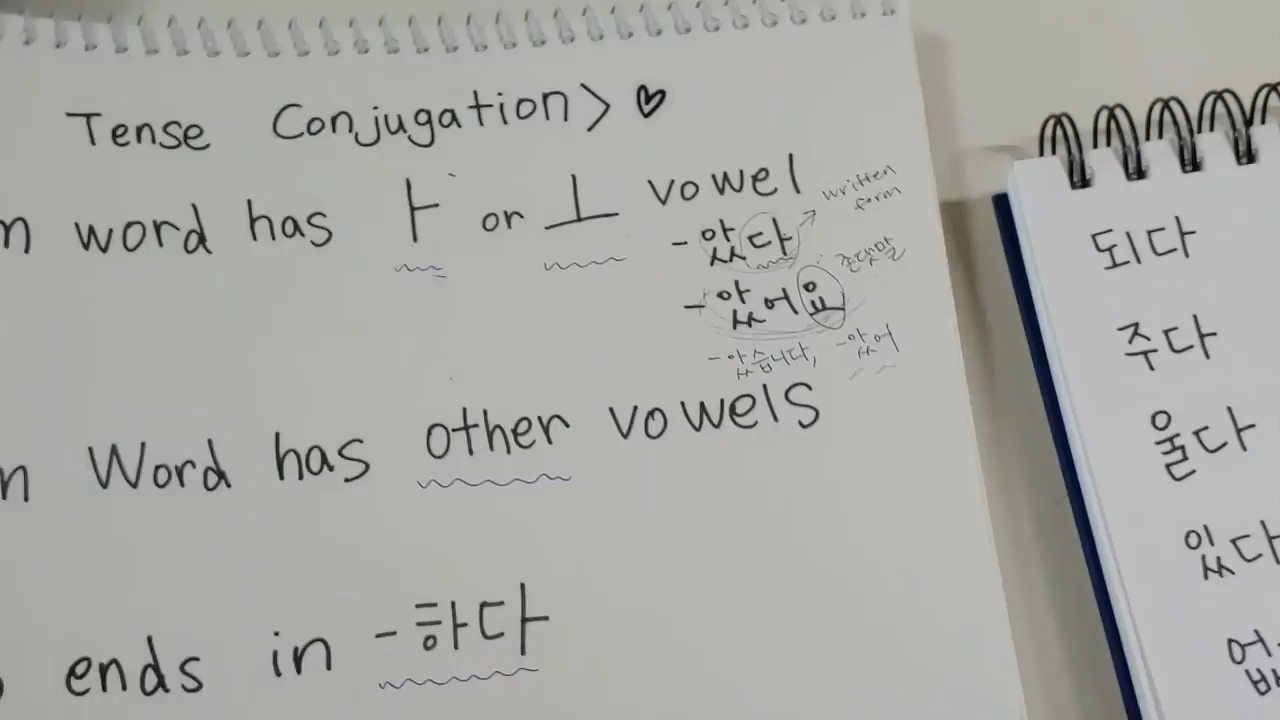 Tense Conjugation> ♡
n word has ㅏ or ㅗ vowel
written form
-았다
존댓말
-았어요
-았습니다, -았어
n Word has other vowels
ends in -하다
되다
주다
울다
있다